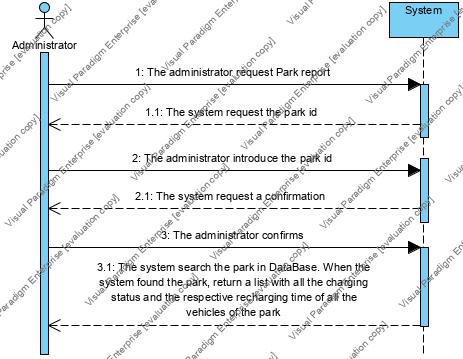 System
Administrator
1: The administrator request Park report
1.1: The system request the park id
2: The administrator introduce the park id
2.1: The system request a confirmation
3: The administrator confirms
3.1: The system search the park in DataBase. When the
system found the park, return a list with all the charging
status and the respective recharging time of all the
vehicles of the park
Visual Paradigm Enterprise [evaluation copy]